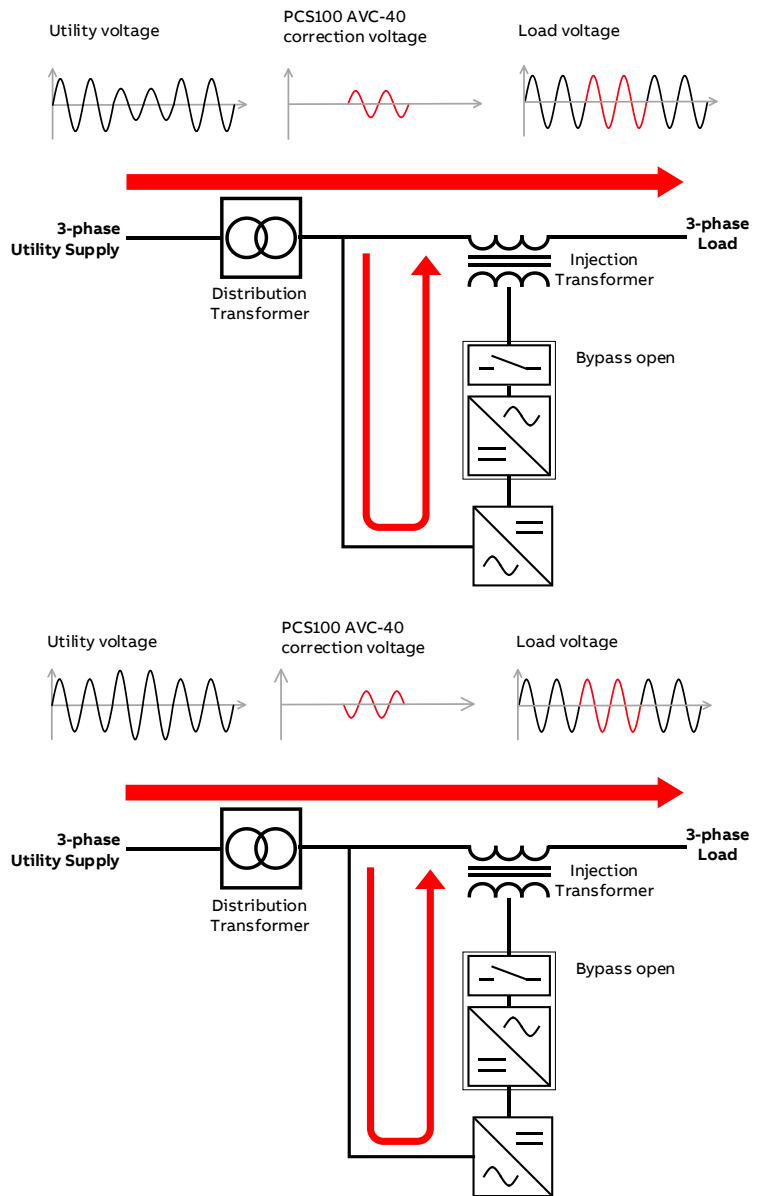 Utility voltage
PCS100 AVC-40
correction voltage
Load voltage
3-phase
Utility Supply
3-phase
Load
Distribution
Transformer
Injection
Transformer
Bypass open
Utility voltage
PCS100 AVC-40
correction voltage
Load voltage
3-phase
Utility Supply
3-phase
Load
Distribution
Transformer
Injection
Transformer
Bypass open